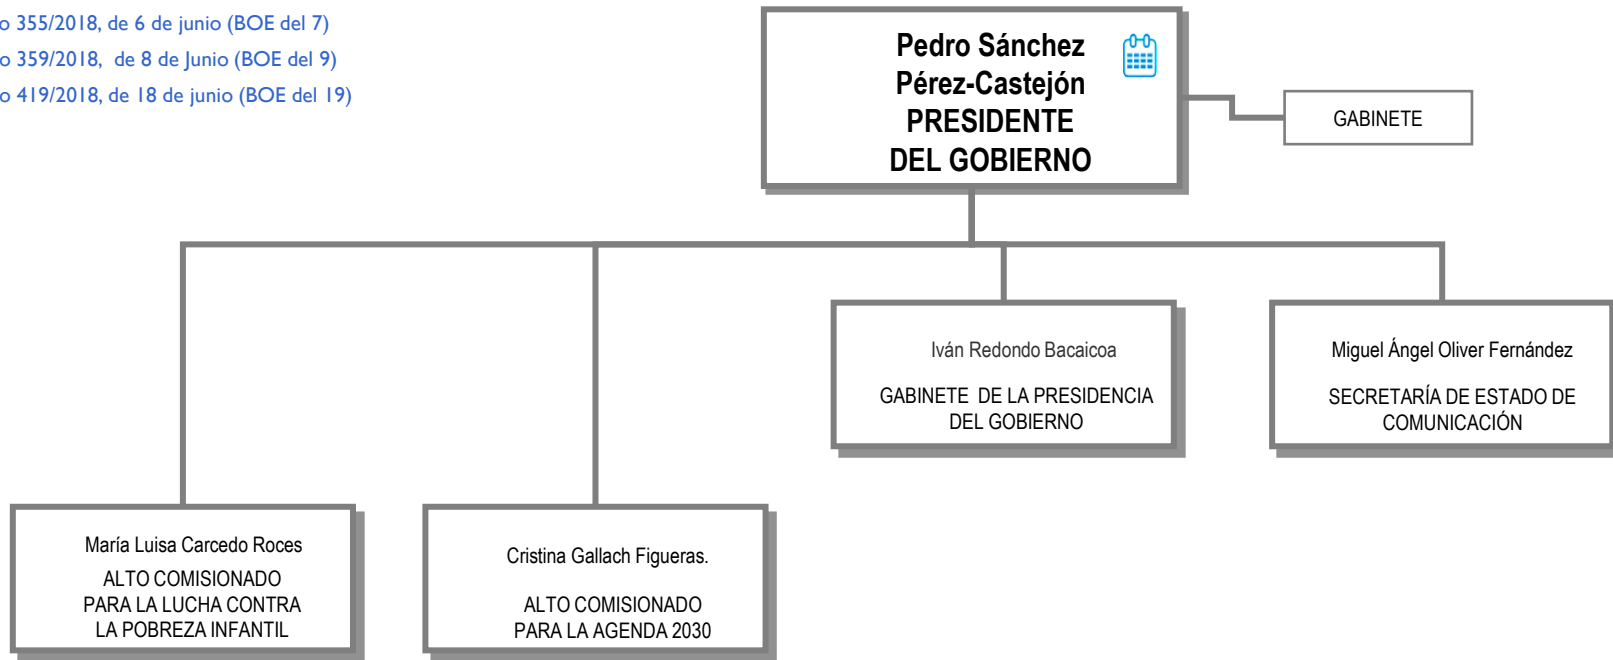 o 355/2018, de 6 de junio (BOE del 7)
o 359/2018, de 8 de Junio (BOE del 9)
o 419/2018, de 18 de junio (BOE del 19)
Pedro Sánchez
Pérez-Castejón
PRESIDENTE
DEL GOBIERNO
GABINETE
Iván Redondo Bacaicoa
GABINETE DE LA PRESIDENCIA
DEL GOBIERNO
Miguel Ángel Oliver Fernández
SECRETARÍA DE ESTADO DE
COMUNICACIÓN
María Luisa Carcedo Roces
ALTO COMISIONADO
PARA LA LUCHA CONTRA
LA POBREZA INFANTIL
Cristina Gallach Figueras.
ALTO COMISIONADO
PARA LA AGENDA 2030